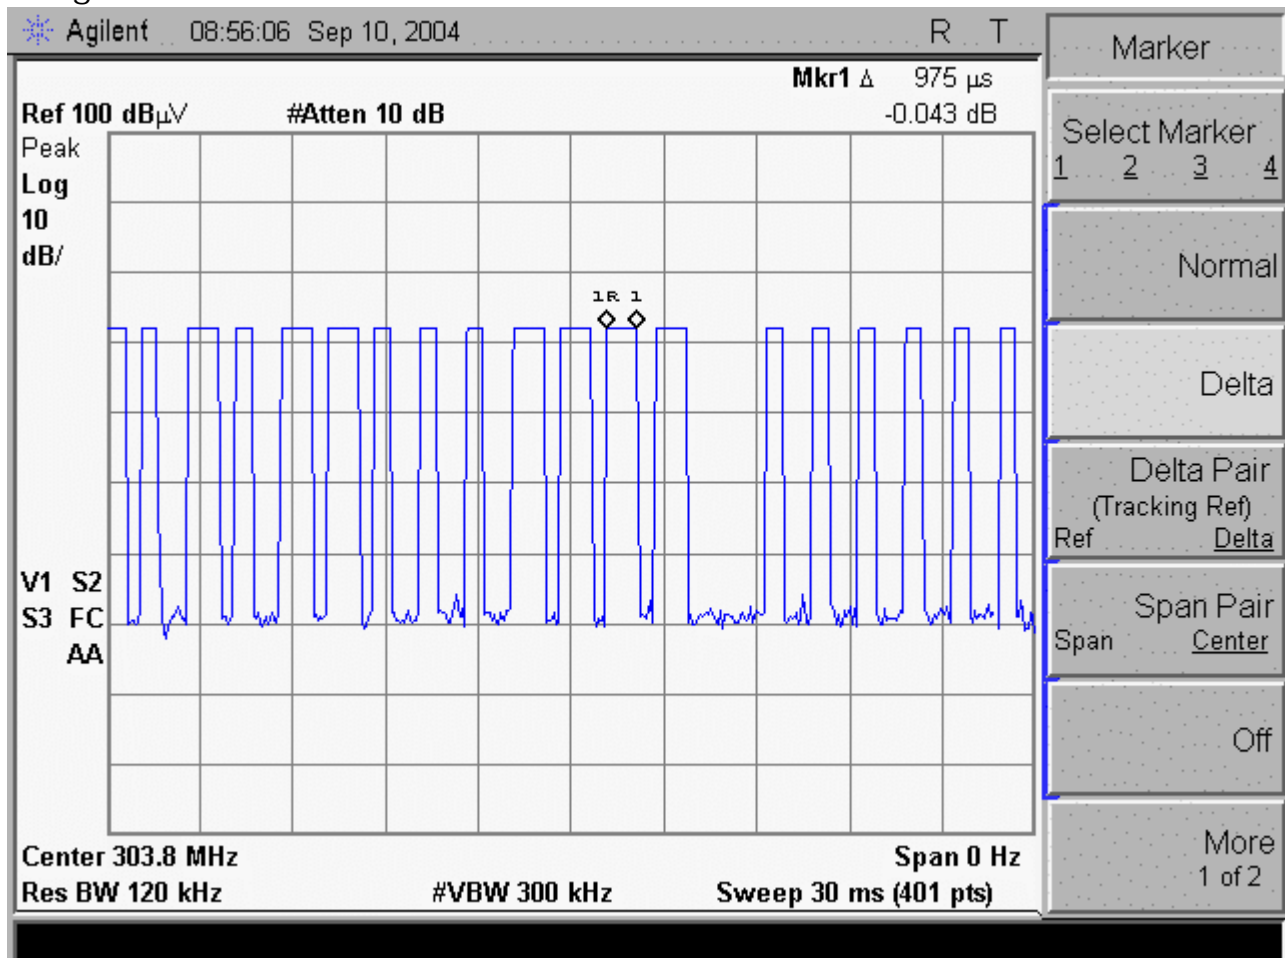 Agilent 08:56:06 Sep 10, 2004 R T
Mkr1 Δ 975 µs
Ref 100 dBµV #Atten 10 dB -0.043 dB
Peak
Log
10
dB/
1R 1
V1 S2
S3 FC
AA
Center 303.8 MHz Span 0 Hz
Res BW 120 kHz #VBW 300 kHz Sweep 30 ms (401 pts)
Marker
Select Marker
1 2 3 4
Normal
Delta
Delta Pair
(Tracking Ref)
Ref Delta
Span Pair
Span Center
Off
More
1 of 2